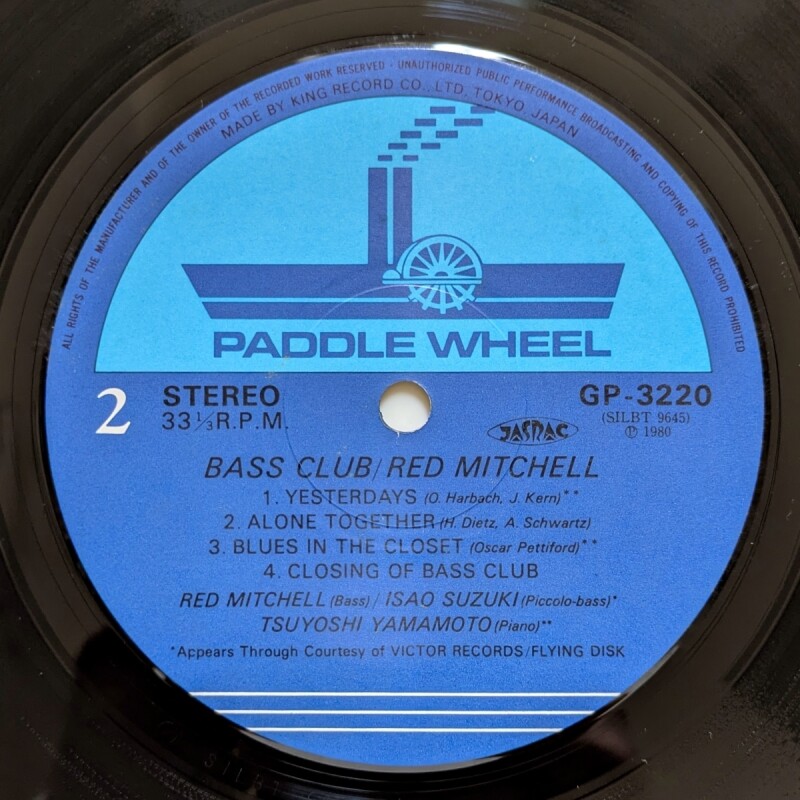 ALL RIGHTS OF THE MANUFACTURER AND OF THE OWNER OF THE RECORDED WORK RESERVED · UNAUTHORIZED PUBLIC PERFORMANCE BROADCASTING AND COPYING OF THIS RECORD PROHIBITED
MADE BY KING RECORD CO., LTD. TOKYO, JAPAN
PADDLE WHEEL
2 STEREO GP-3220
33 1/3 R.P.M. (SILBT 9645)
℗ 1980
JASRAC
BASS CLUB/RED MITCHELL
1. YESTERDAYS (O. Harbach, J. Kern)**
2. ALONE TOGETHER (H. Dietz, A. Schwartz)
3. BLUES IN THE CLOSET (Oscar Pettiford)**
4. CLOSING OF BASS CLUB
RED MITCHELL (Bass) / ISAO SUZUKI (Piccolo-bass)*
TSUYOSHI YAMAMOTO (Piano)**
*Appears Through Courtesy of VICTOR RECORDS/FLYING DISK